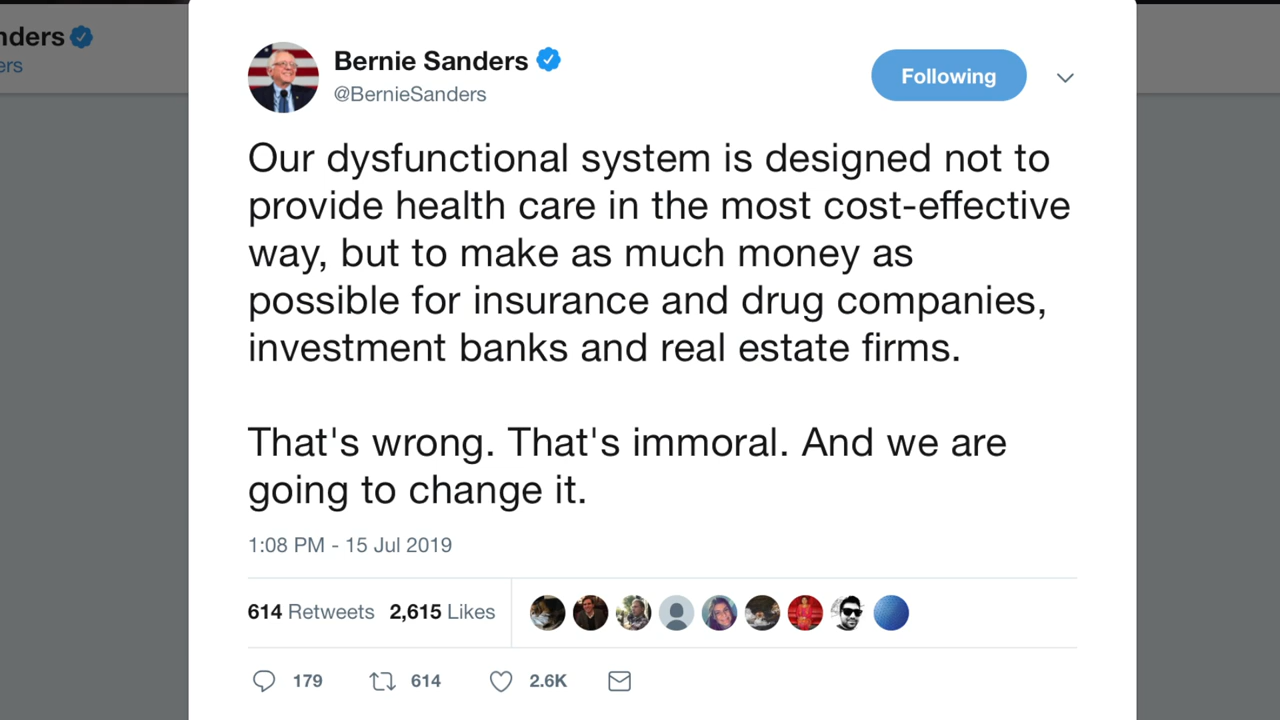 nders
ers
Bernie Sanders
@BernieSanders
Following
Our dysfunctional system is designed not to
provide health care in the most cost-effective
way, but to make as much money as
possible for insurance and drug companies,
investment banks and real estate firms.
That's wrong. That's immoral. And we are
going to change it.
1:08 PM - 15 Jul 2019
614 Retweets 2,615 Likes
179 614 2.6K